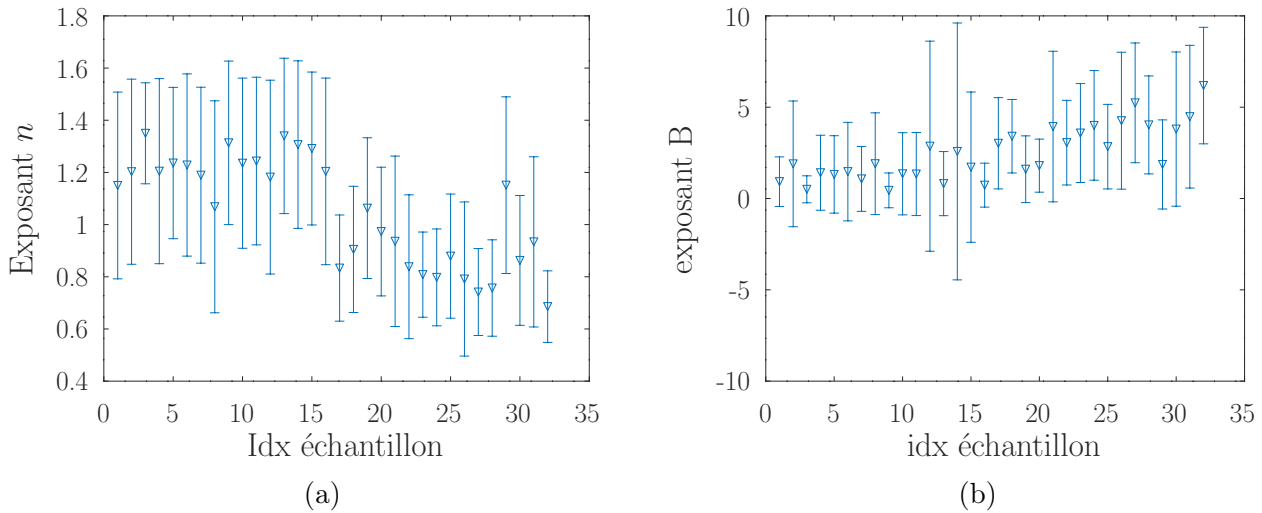 1.8
1.6
1.4
1.2
1
0.8
0.6
0.4
Exposant n
0 5 10 15 20 25 30 35
Idx échantillon
(a)
10
5
0
-5
-10
exposant B
0 5 10 15 20 25 30 35
idx échantillon
(b)